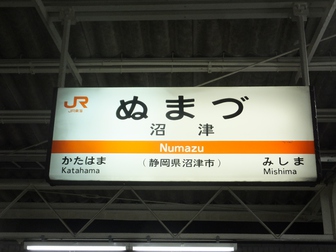 JR
ぬまづ
沼津
Numazu
かたはま (静岡県沼津市) みしま
Katahama Mishima